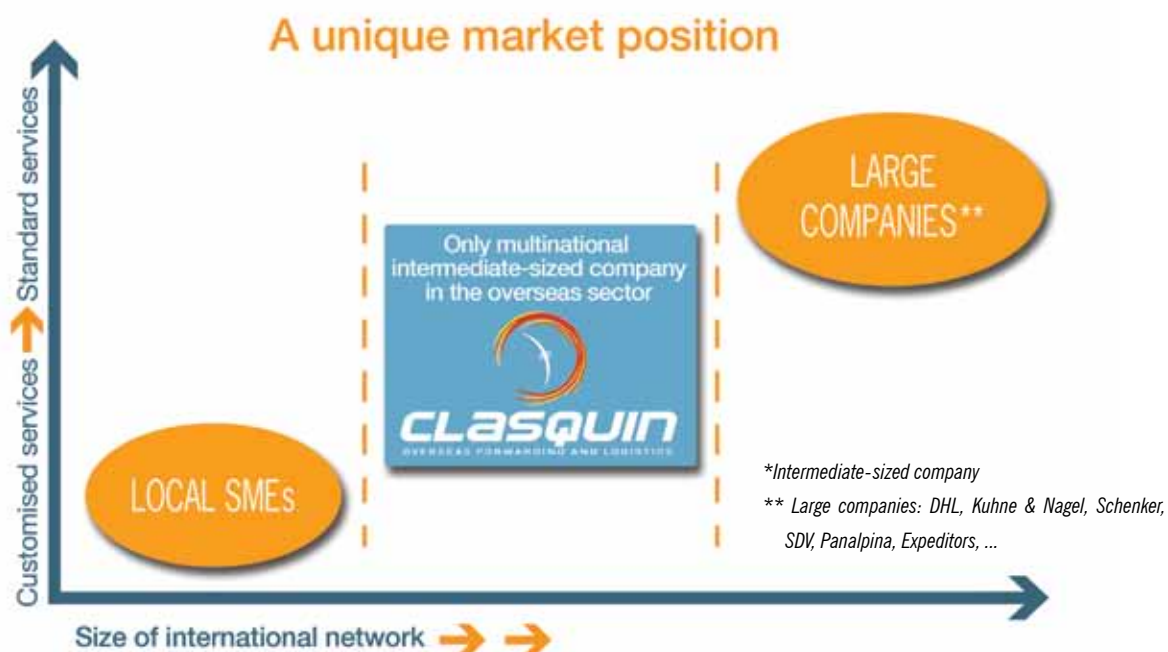 A unique market position
Customised services → Standard services
LARGE
COMPANIES**
Only multinational
intermediate-sized company
in the overseas sector
CLASQUIN
OVERSEAS FORWARDING AND LOGISTICS
LOCAL SMEs
*Intermediate-sized company
** Large companies: DHL, Kuhne & Nagel, Schenker,
SDV, Panalpina, Expeditors, ...
Size of international network → →